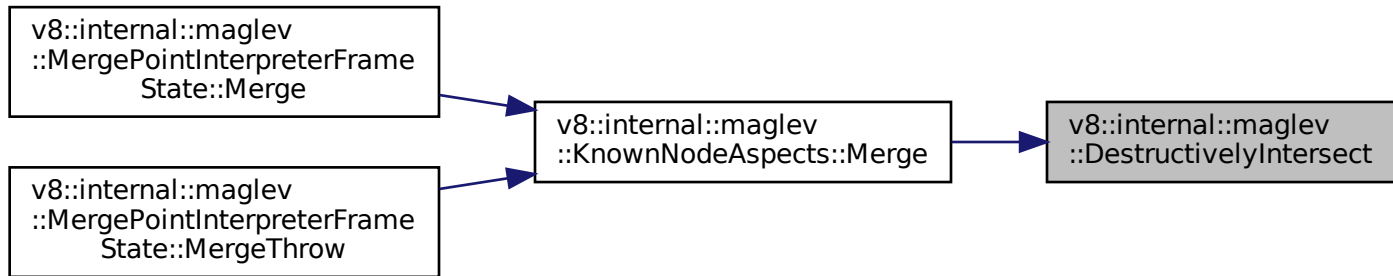 v8::internal::maglev
::MergePointInterpreterFrame
State::Merge
v8::internal::maglev
::MergePointInterpreterFrame
State::MergeThrow
v8::internal::maglev
::KnownNodeAspects::Merge
v8::internal::maglev
::DestructivelyIntersect